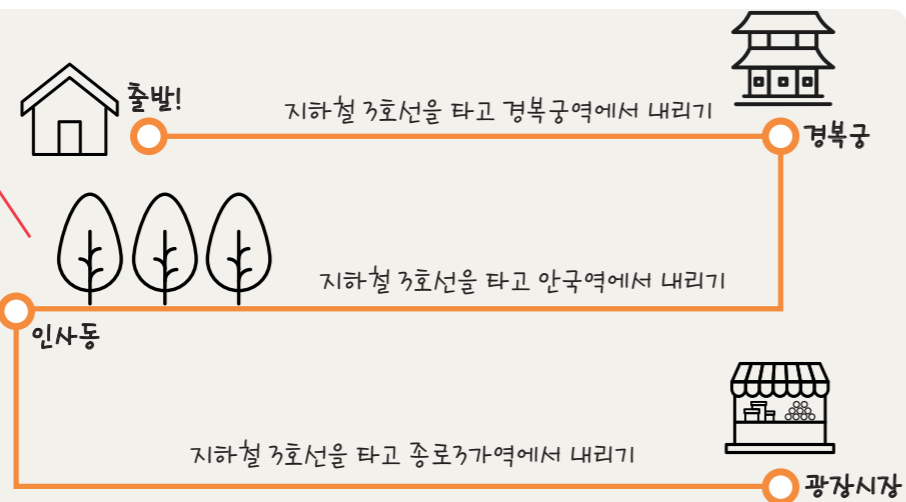 출발!
지하철 3호선을 타고 경복궁역에서 내리기
경복궁
지하철 3호선을 타고 안국역에서 내리기
인사동
지하철 3호선을 타고 종로3가역에서 내리기
광장시장